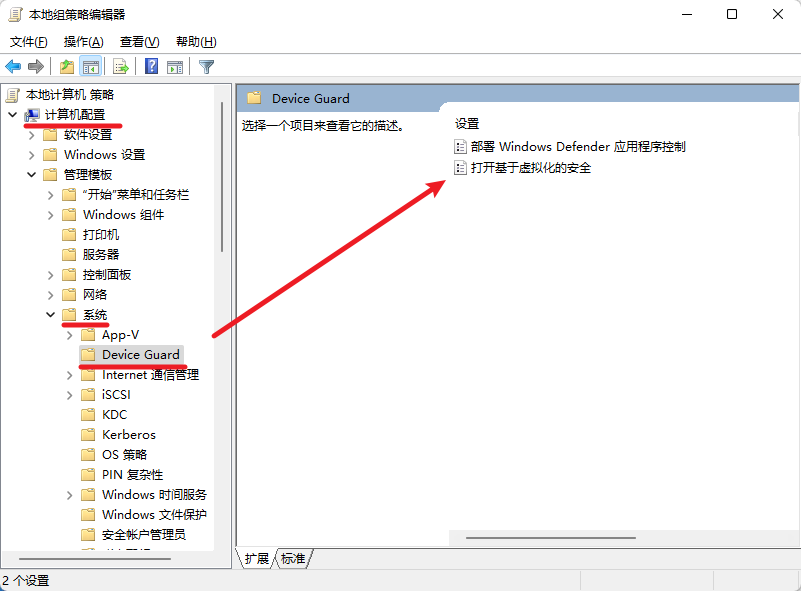 本地组策略编辑器
文件(F) 操作(A) 查看(V) 帮助(H)
本地计算机 策略
计算机配置
软件设置
Windows 设置
管理模板
“开始”菜单和任务栏
Windows 组件
打印机
服务器
控制面板
网络
系统
App-V
Device Guard
Internet 通信管理
iSCSI
KDC
Kerberos
OS 策略
PIN 复杂性
Windows 时间服务
Windows 文件保护
安全帐户管理员
Device Guard
选择一个项目来查看它的描述。
设置
部署 Windows Defender 应用程序控制
打开基于虚拟化的安全
扩展 标准
2 个设置